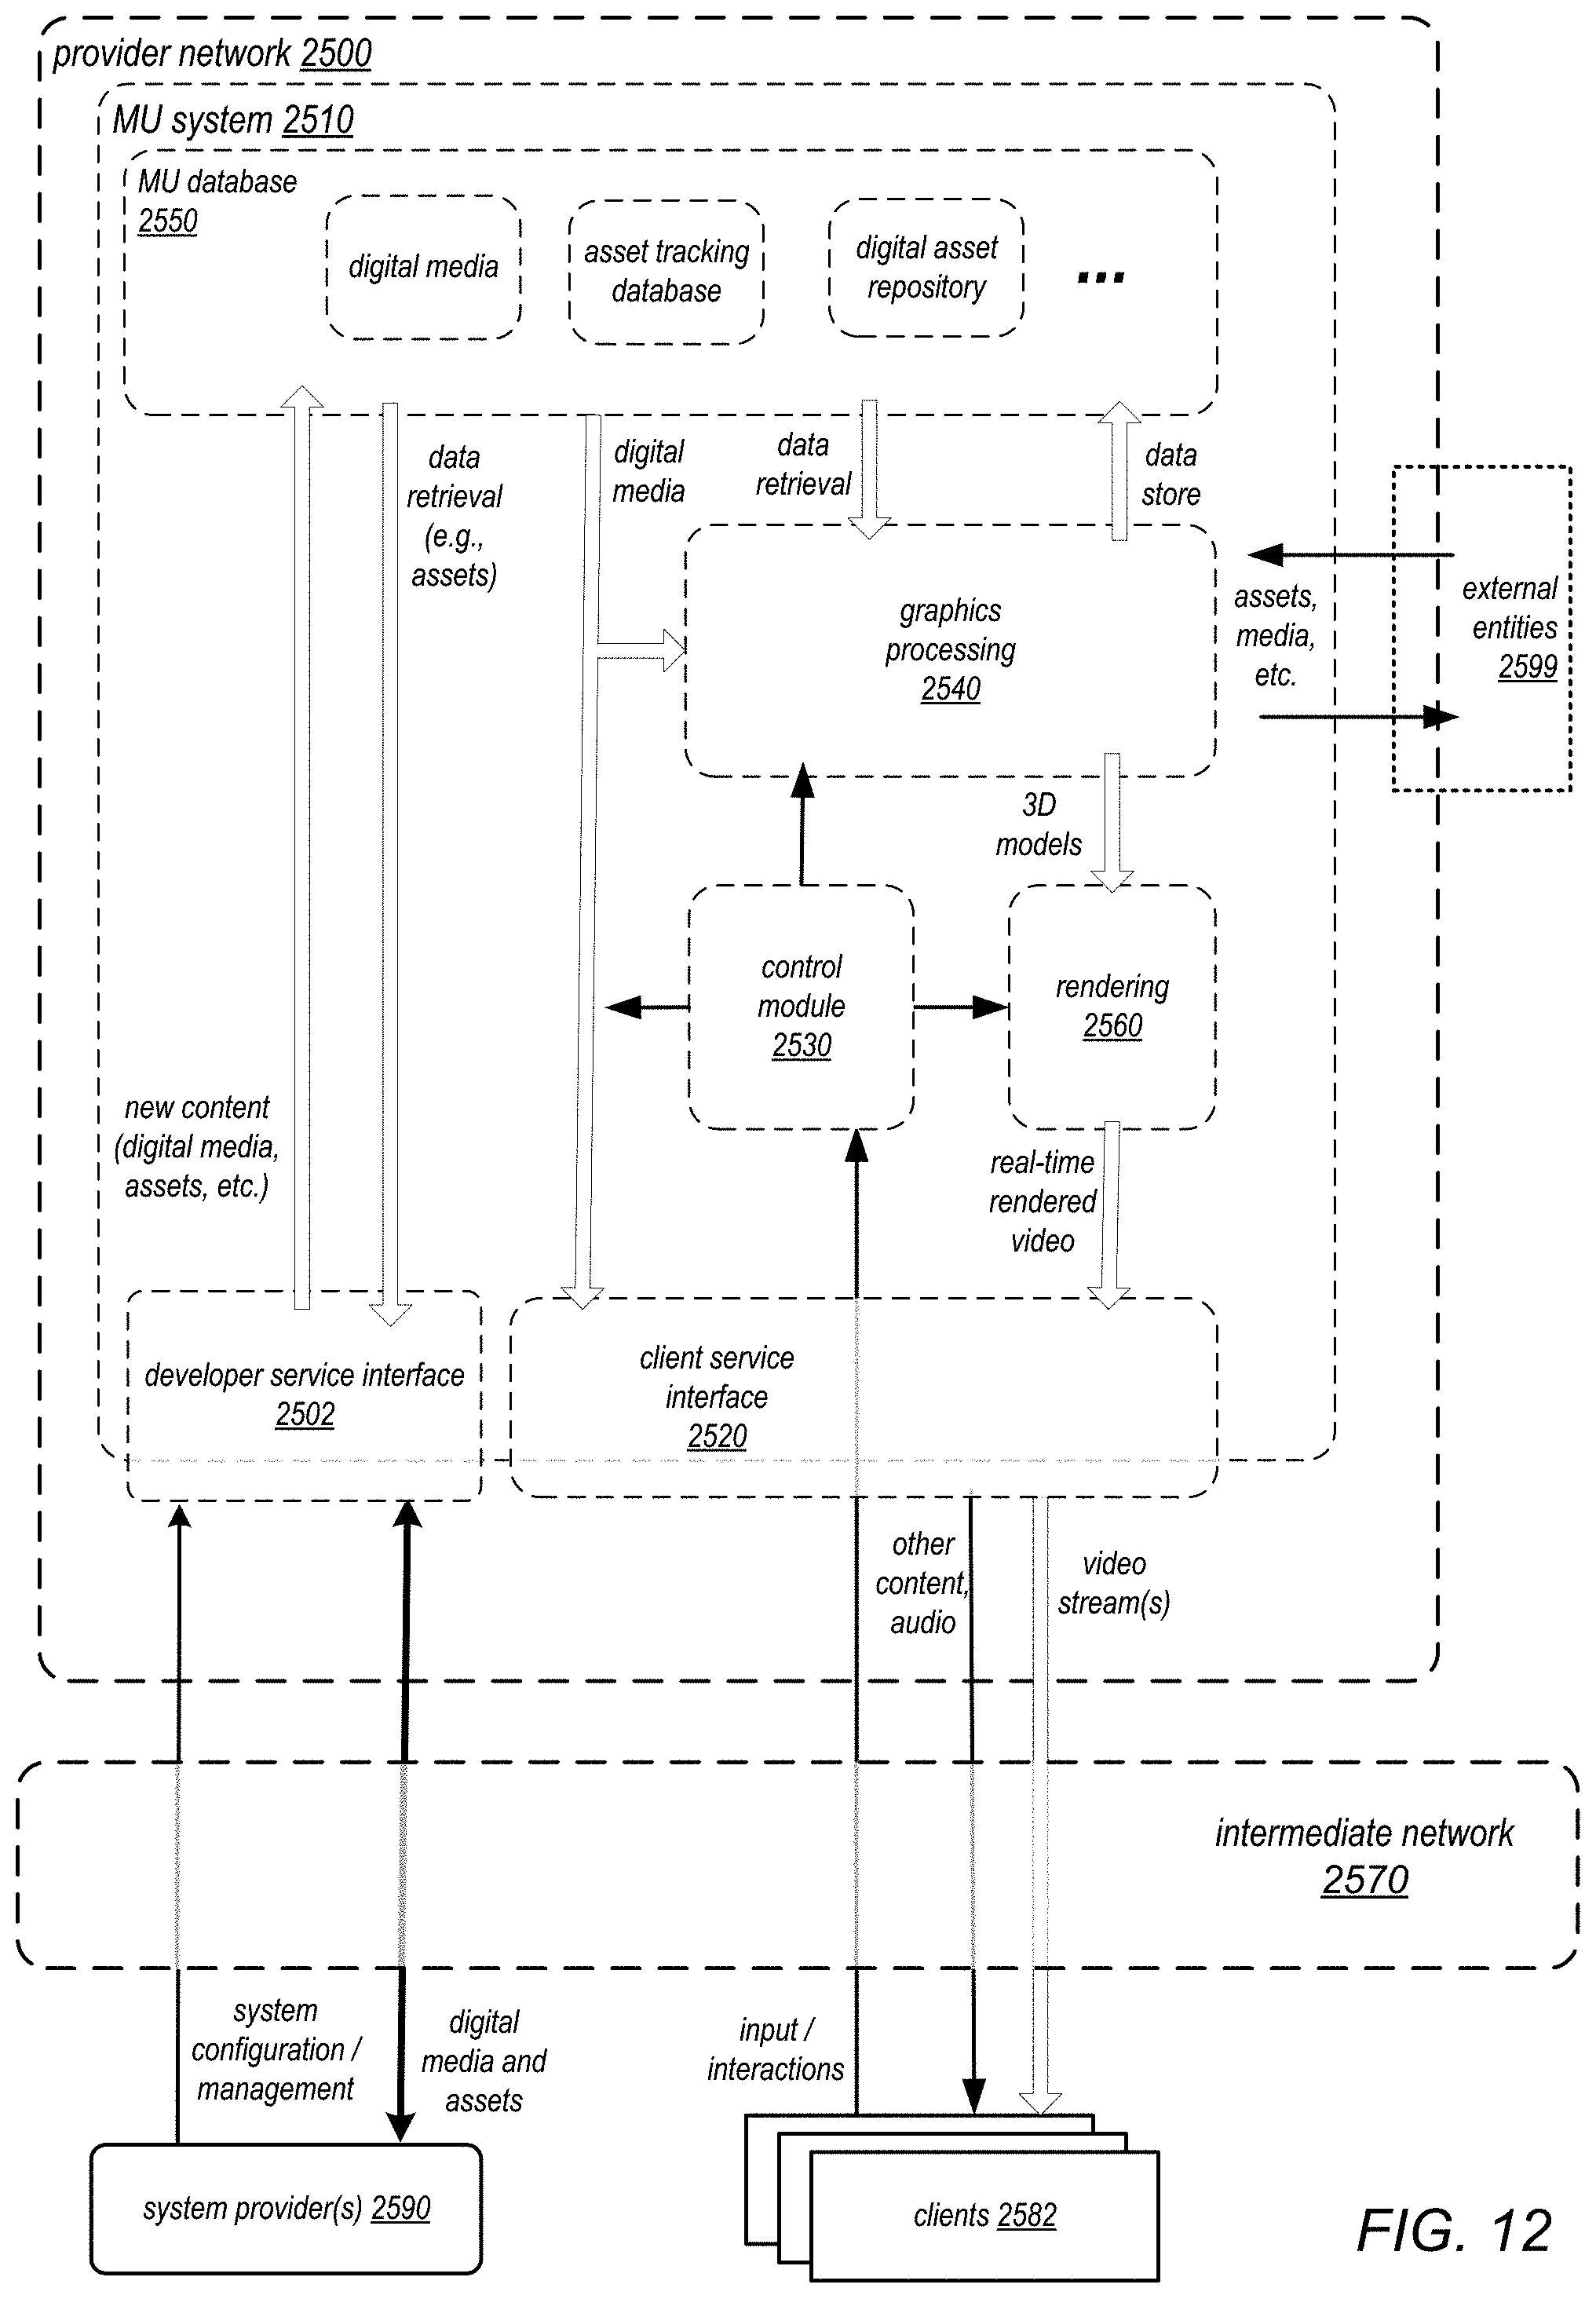 provider network 2500
MU system 2510
MU database
2550
digital media
asset tracking
database
digital asset
repository
...
data
retrieval
(e.g.,
assets)
digital
media
data
retrieval
data
store
graphics
processing
2540
assets,
media,
etc.
external
entities
2599
3D
models
control
module
2530
rendering
2560
new content
(digital media,
assets, etc.)
real-time
rendered
video
developer service interface
2502
client service
interface
2520
other
content,
audio
video
stream(s)
intermediate network
2570
system
configuration /
management
digital
media and
assets
input /
interactions
system provider(s) 2590
clients 2582
FIG. 12